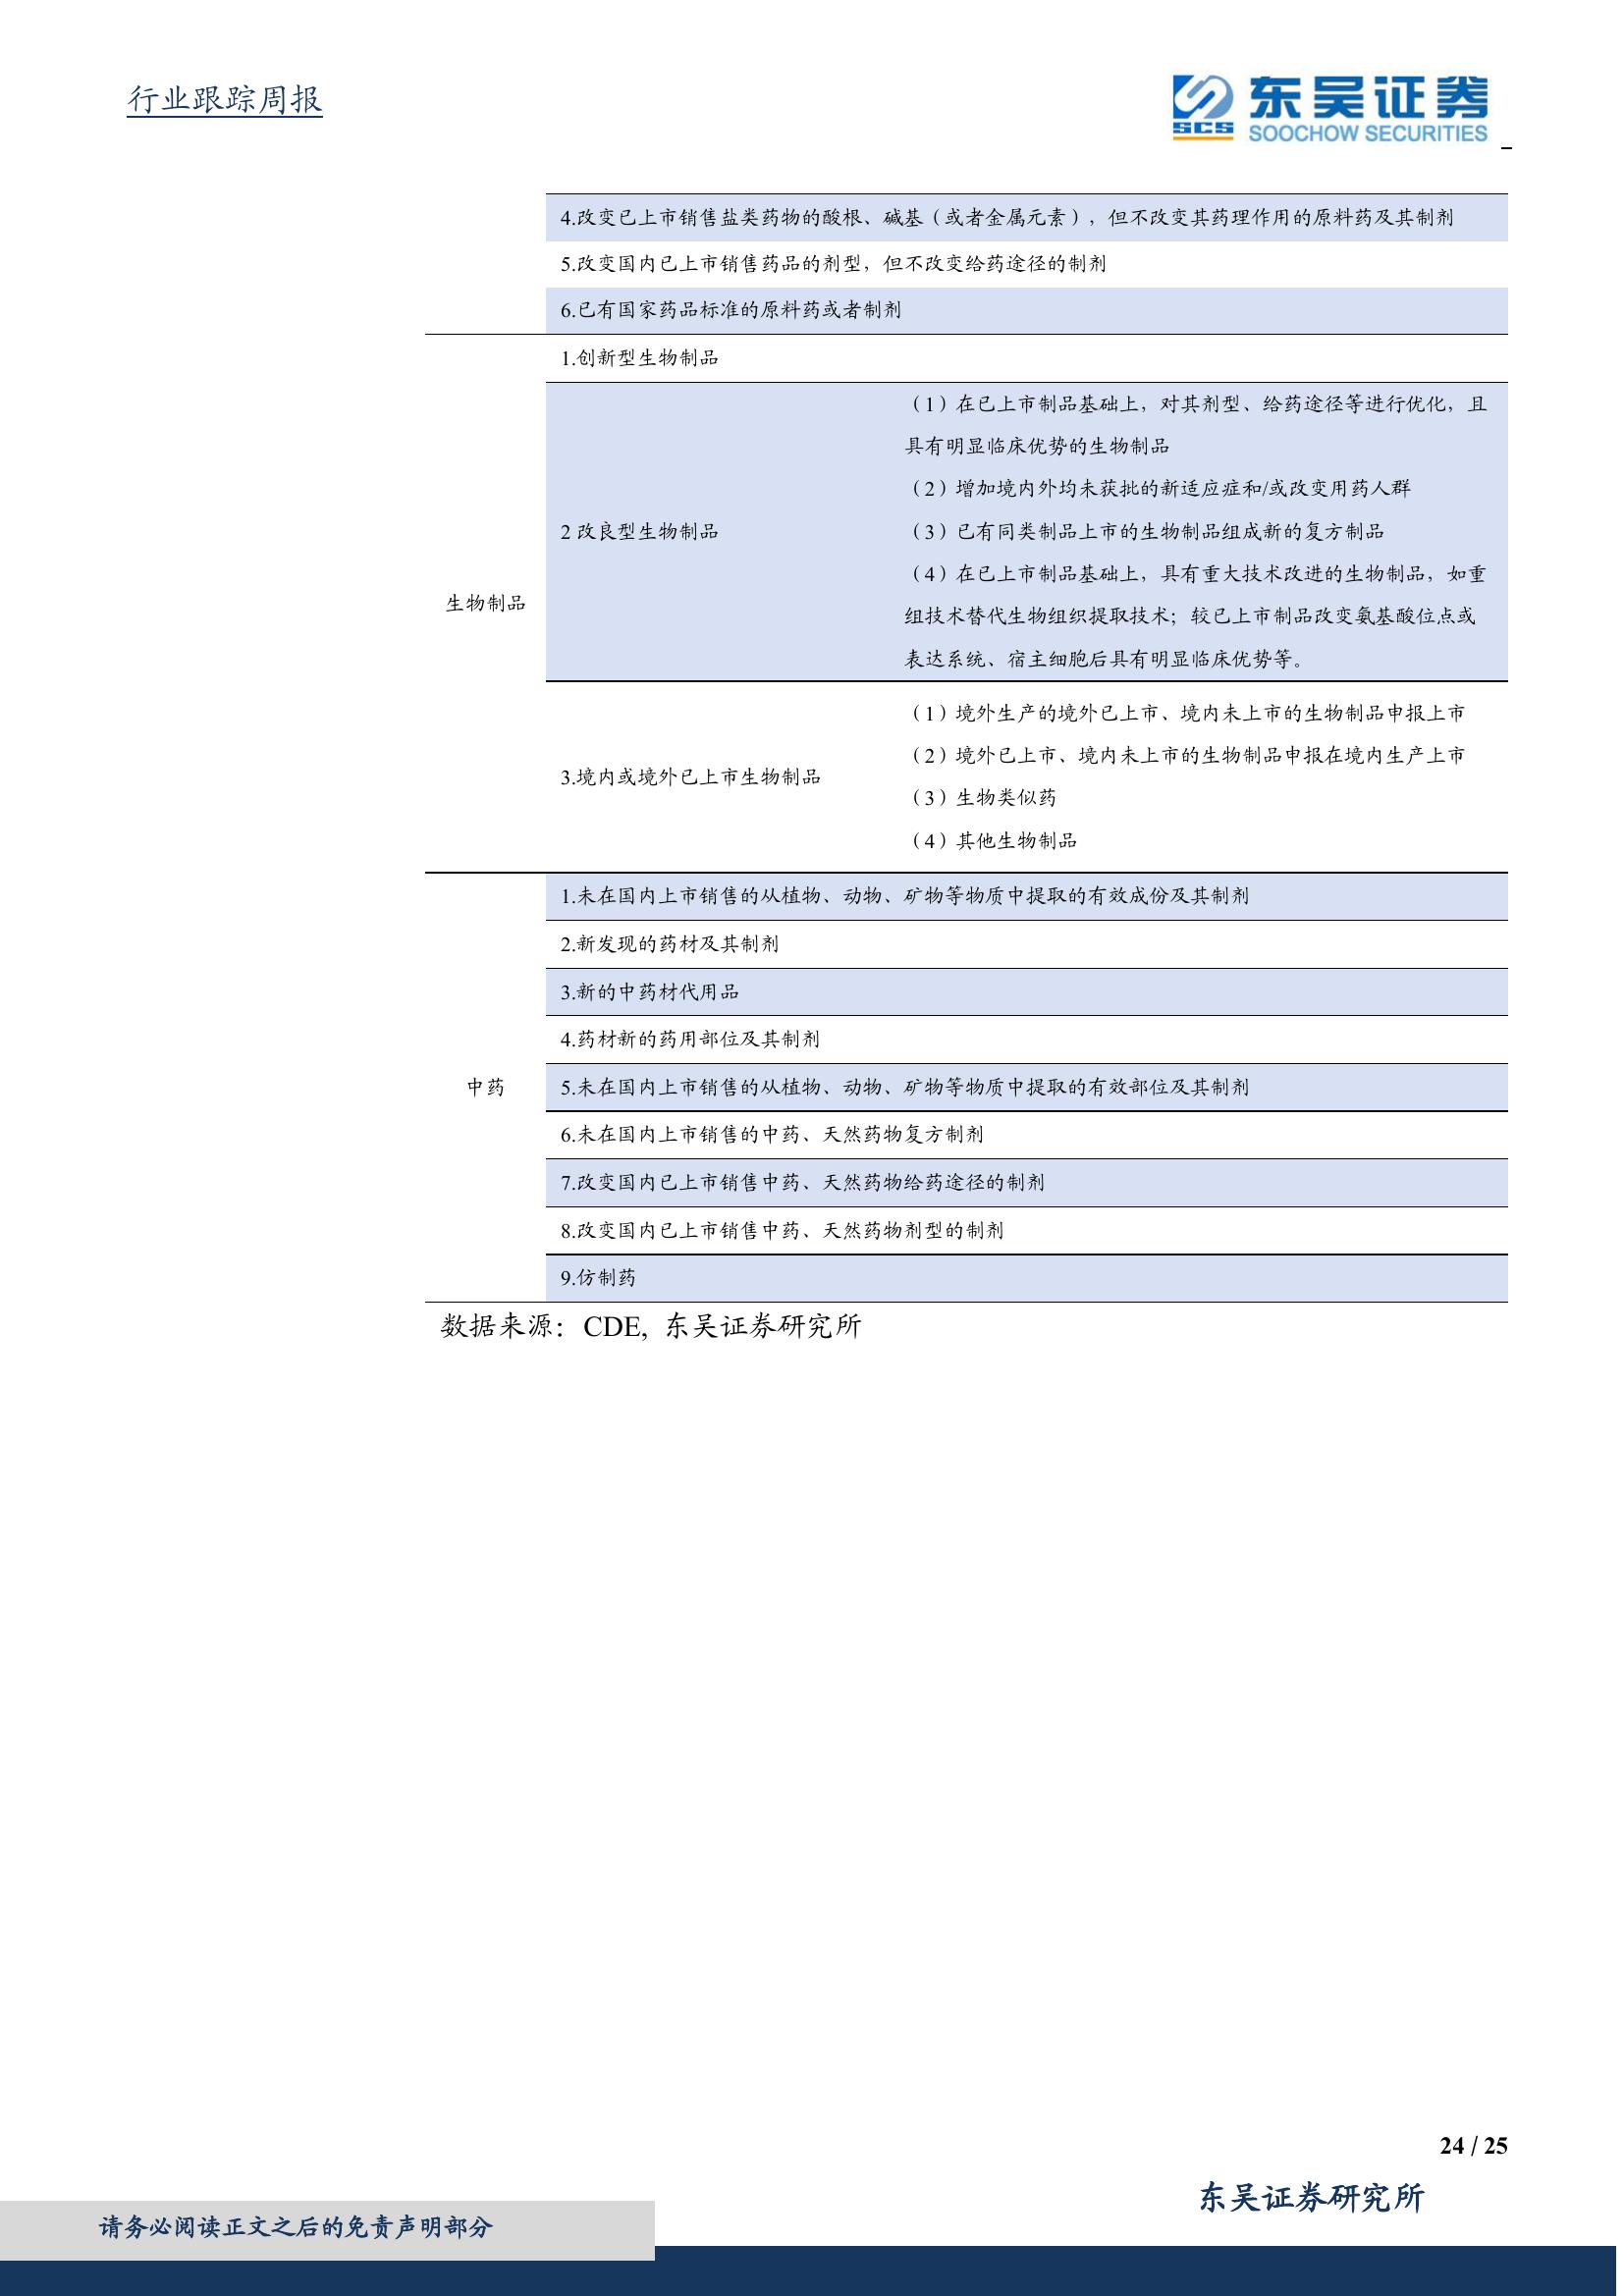 行业跟踪周报
SCS
东吴证券
SOOCHOW SECURITIES
4.改变已上市销售盐类药物的酸根、碱基（或者金属元素），但不改变其药理作用的原料药及其制剂
5.改变国内已上市销售药品的剂型，但不改变给药途径的制剂
6.已有国家药品标准的原料药或者制剂
生物制品
1.创新型生物制品
2 改良型生物制品
（1）在已上市制品基础上，对其剂型、给药途径等进行优化，且
具有明显临床优势的生物制品
（2）增加境内外均未获批的新适应症和/或改变用药人群
（3）已有同类制品上市的生物制品组成新的复方制品
（4）在已上市制品基础上，具有重大技术改进的生物制品，如重
组技术替代生物组织提取技术；较已上市制品改变氨基酸位点或
表达系统、宿主细胞后具有明显临床优势等。
3.境内或境外已上市生物制品
（1）境外生产的境外已上市、境内未上市的生物制品申报上市
（2）境外已上市、境内未上市的生物制品申报在境内生产上市
（3）生物类似药
（4）其他生物制品
中药
1.未在国内上市销售的从植物、动物、矿物等物质中提取的有效成份及其制剂
2.新发现的药材及其制剂
3.新的中药材代用品
4.药材新的药用部位及其制剂
5.未在国内上市销售的从植物、动物、矿物等物质中提取的有效部位及其制剂
6.未在国内上市销售的中药、天然药物复方制剂
7.改变国内已上市销售中药、天然药物给药途径的制剂
8.改变国内已上市销售中药、天然药物剂型的制剂
9.仿制药
数据来源：CDE, 东吴证券研究所
24 / 25
东吴证券研究所
请务必阅读正文之后的免责声明部分